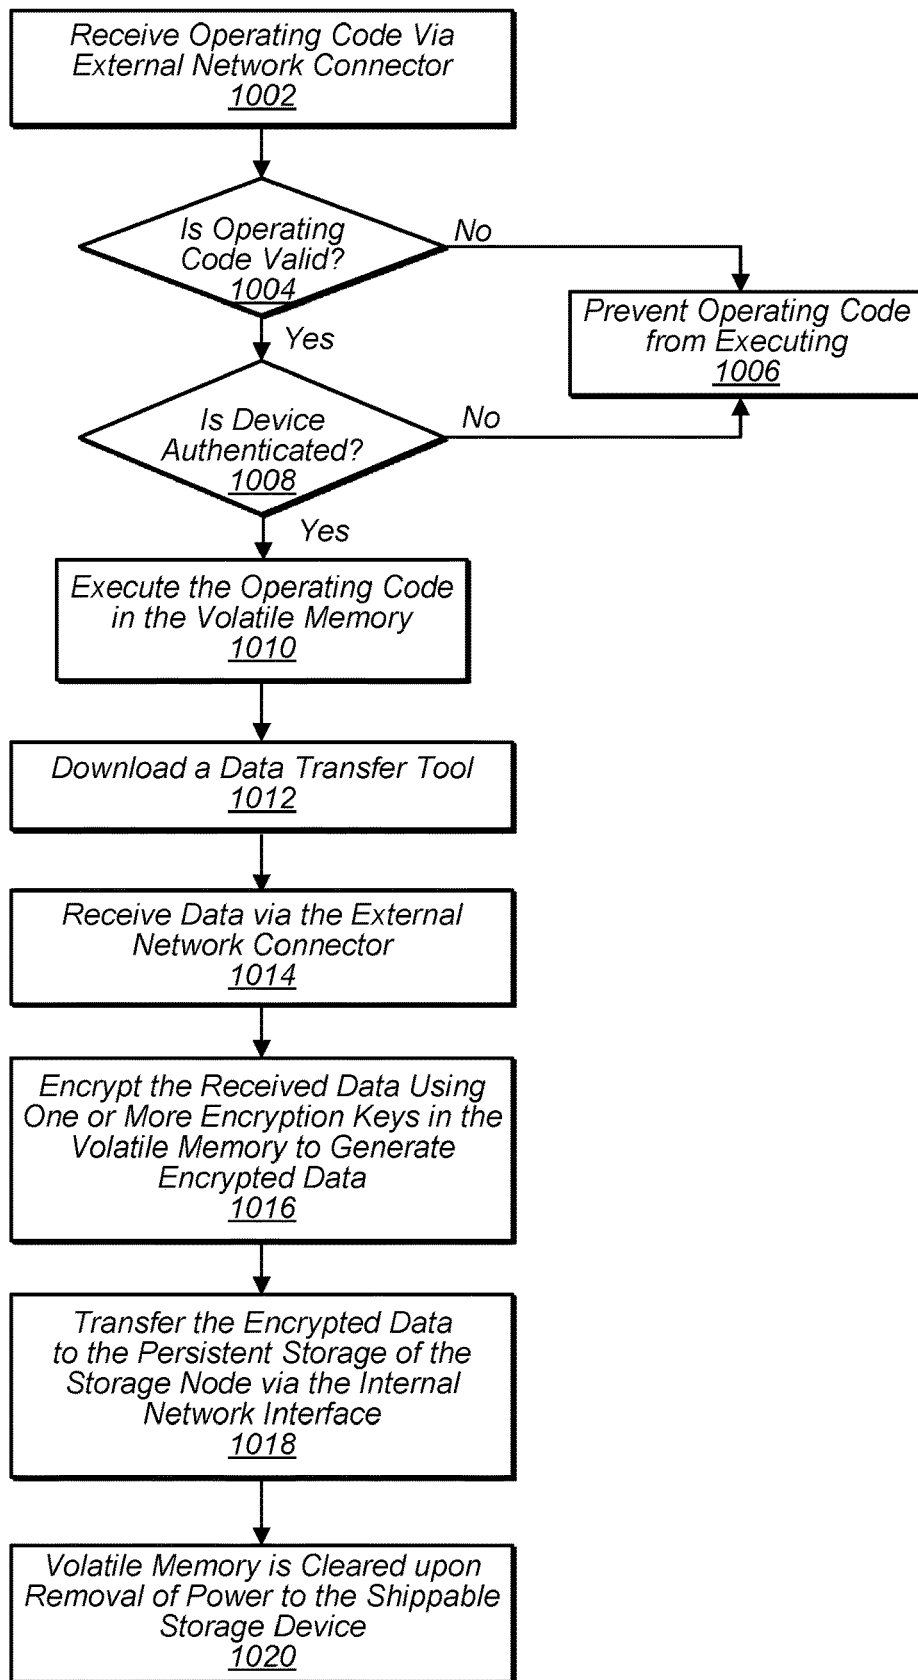 Receive Operating Code Via
External Network Connector
1002
Is Operating
Code Valid?
1004
No
Yes
Prevent Operating Code
from Executing
1006
Is Device
Authenticated?
1008
No
Yes
Execute the Operating Code
in the Volatile Memory
1010
Download a Data Transfer Tool
1012
Receive Data via the External
Network Connector
1014
Encrypt the Received Data Using
One or More Encryption Keys in the
Volatile Memory to Generate
Encrypted Data
1016
Transfer the Encrypted Data
to the Persistent Storage of the
Storage Node via the Internal
Network Interface
1018
Volatile Memory is Cleared upon
Removal of Power to the Shippable
Storage Device
1020